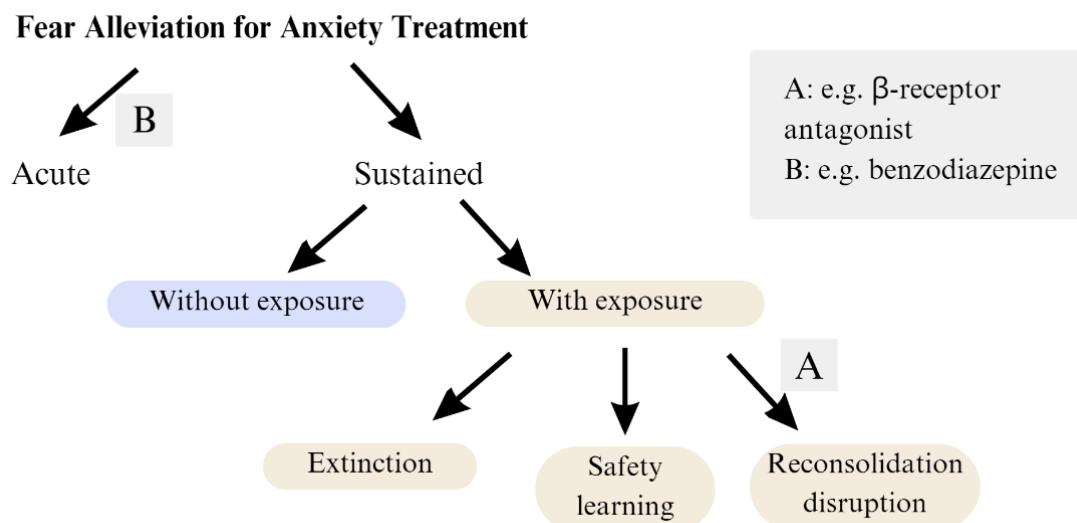 Fear Alleviation for Anxiety Treatment
B
A: e.g. β-receptor
antagonist
B: e.g. benzodiazepine
Acute
Sustained
Without exposure
With exposure
A
Extinction
Safety
learning
Reconsolidation
disruption